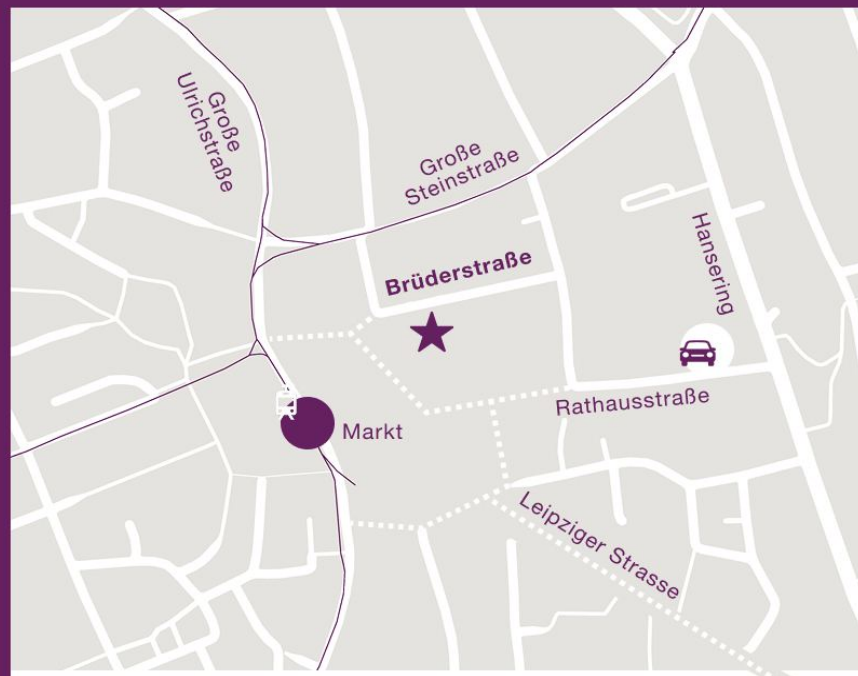 Große
Ulrichstraße
Große
Steinstraße
Hansering
Brüderstraße
Rathausstraße
Markt
Leipziger Strasse